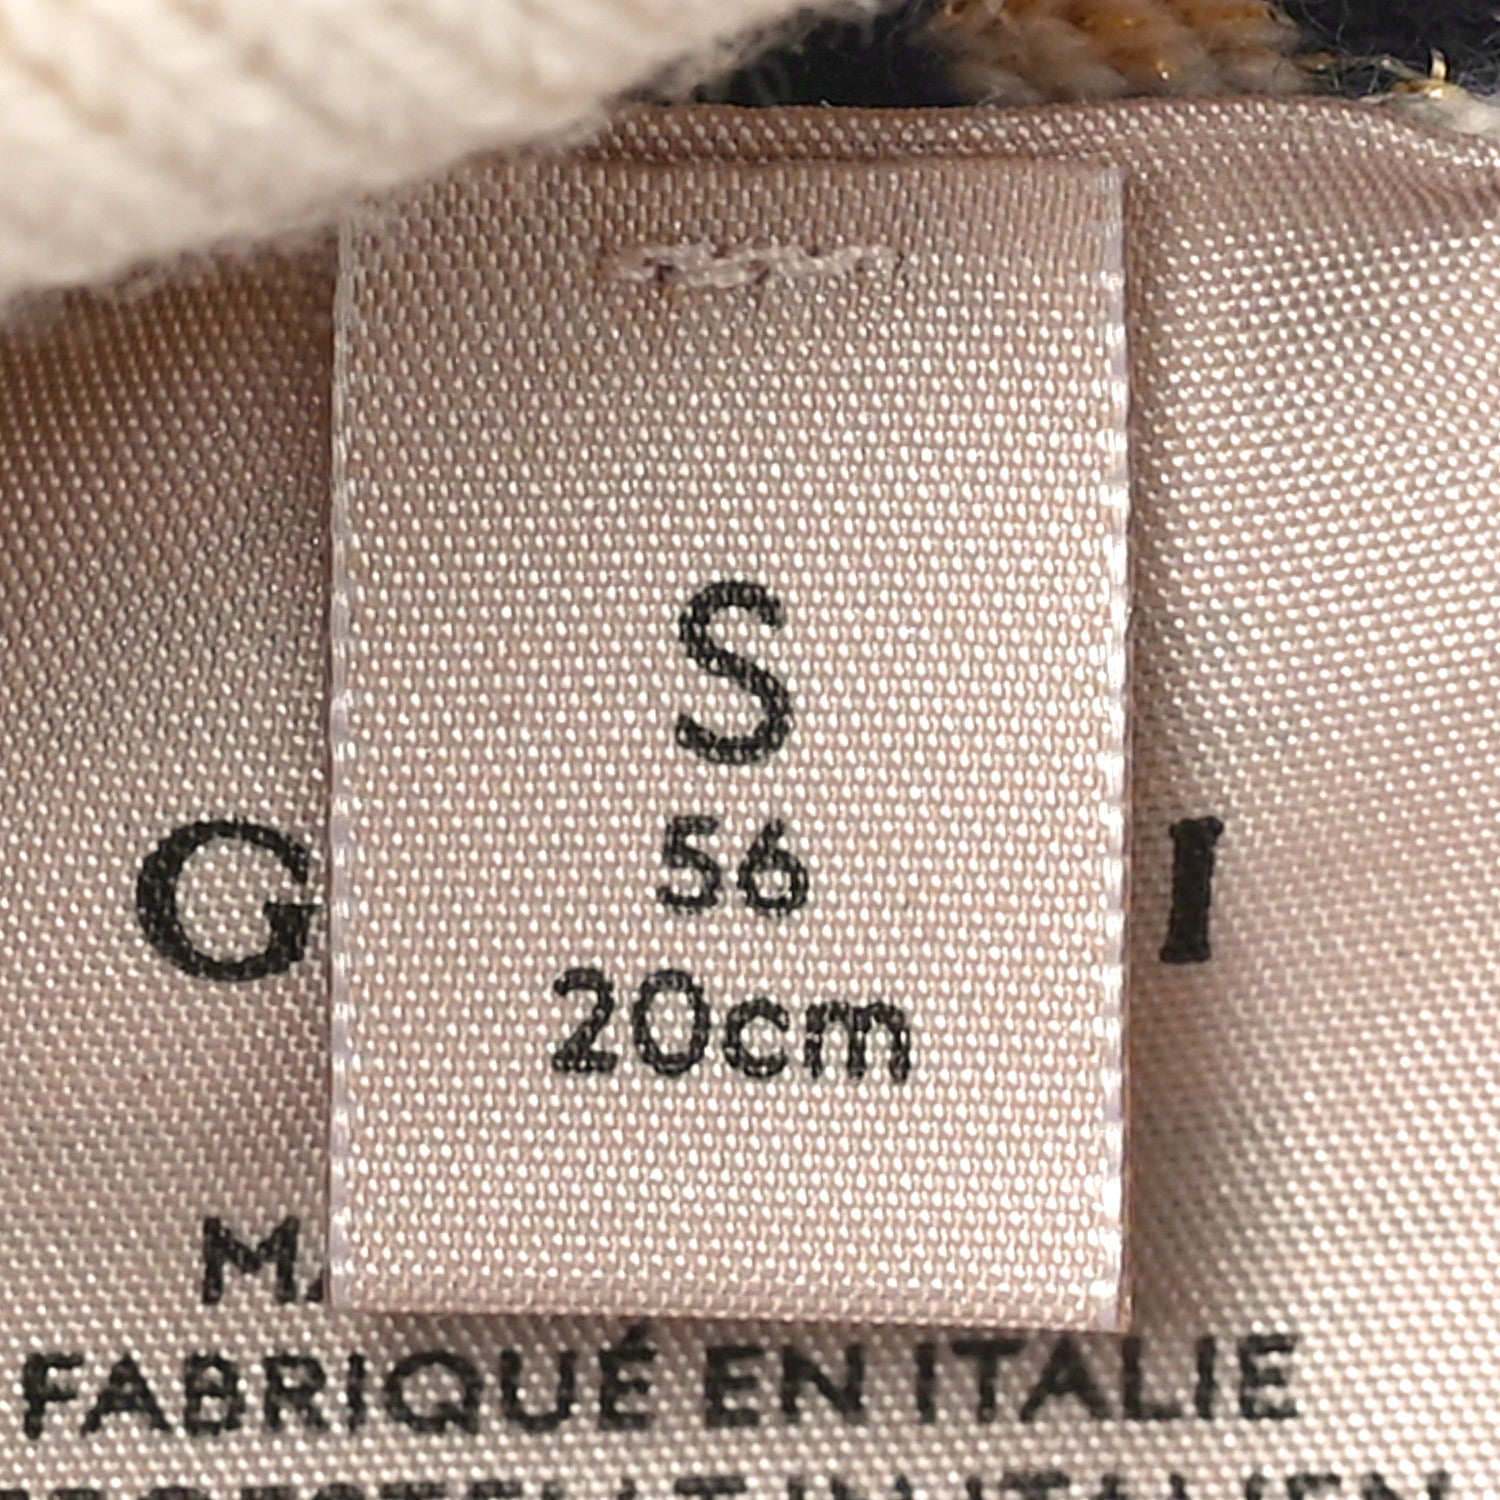 S
56
20cm
G I
M
FABRIQUÉ EN ITALIE